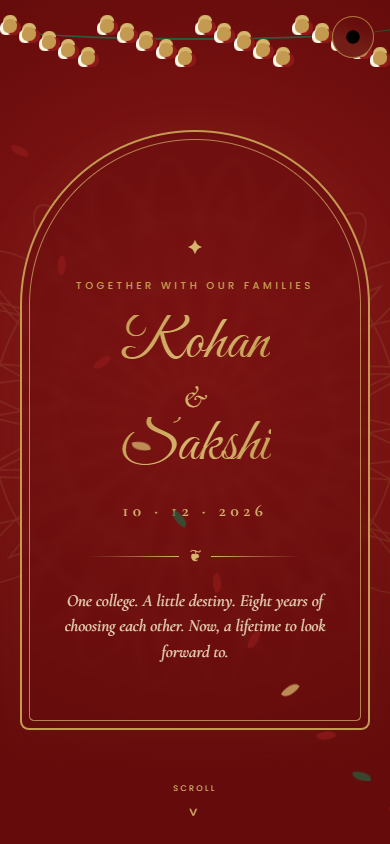 TOGETHER WITH OUR FAMILIES
Rohan
&
Sakshi
10 · 12 · 2026
One college. A little destiny. Eight years of
choosing each other. Now, a lifetime to look
forward to.
SCROLL